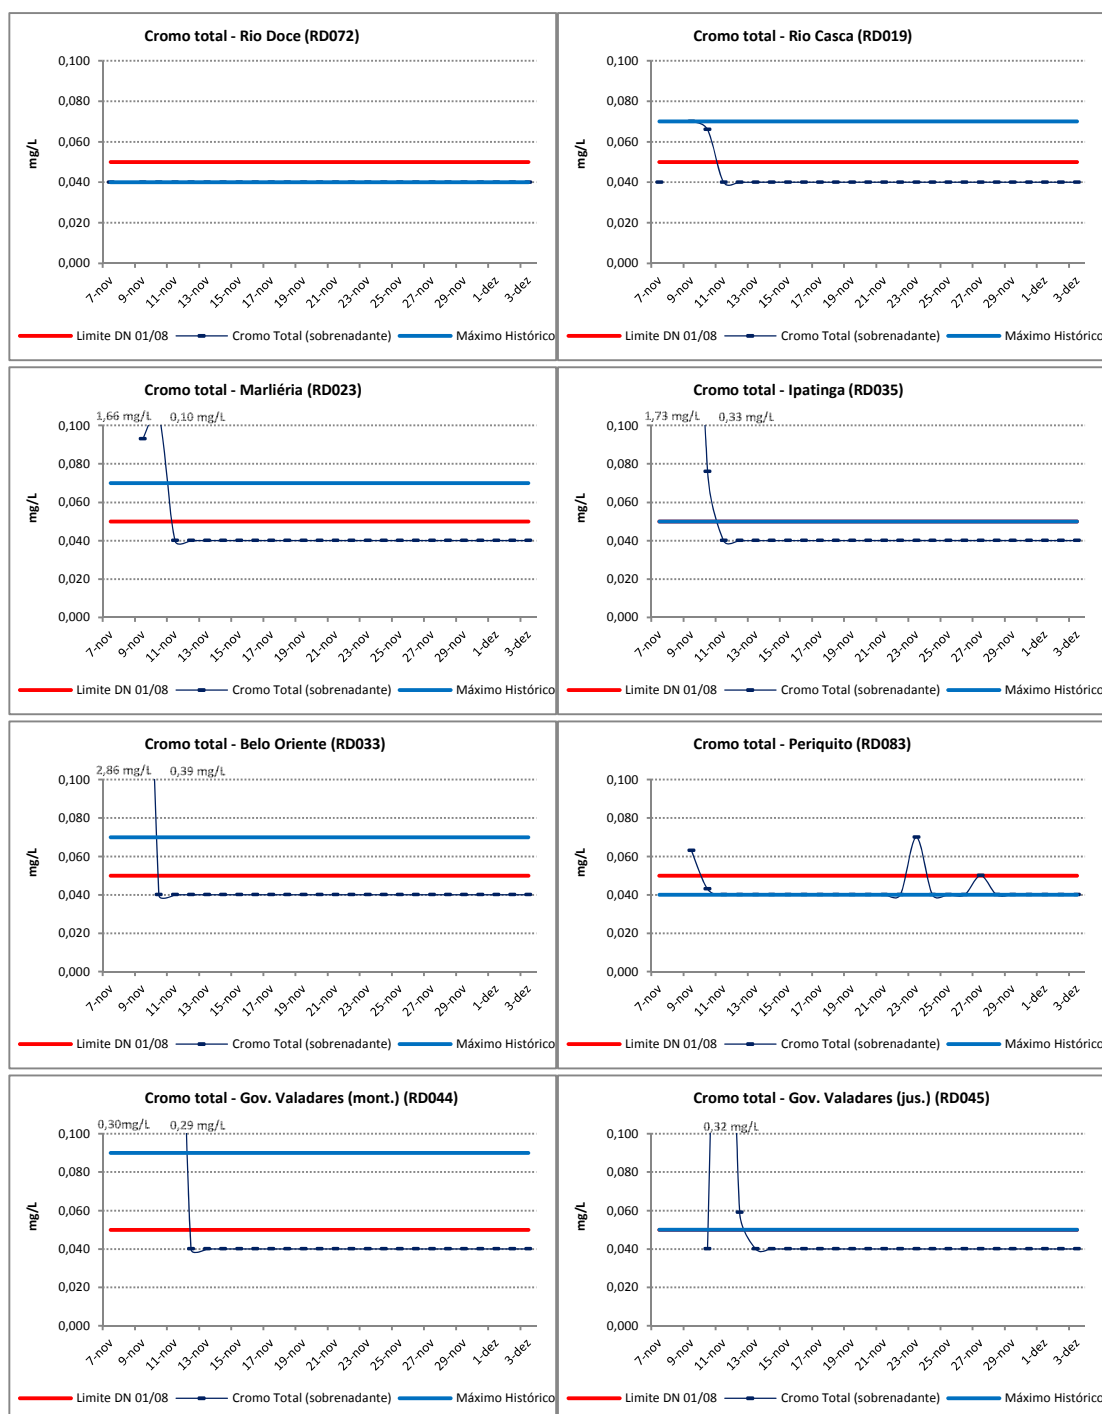 Cromo total - Rio Doce (RD072)
0,100
0,080
0,060
0,040
0,020
0,000
mg/L
7-nov 9-nov 11-nov 13-nov 15-nov 17-nov 19-nov 21-nov 23-nov 25-nov 27-nov 29-nov 1-dez 3-dez
Limite DN 01/08 Cromo Total (sobrenadante) Máximo Histórico
Cromo total - Rio Casca (RD019)
0,100
0,080
0,060
0,040
0,020
0,000
mg/L
7-nov 9-nov 11-nov 13-nov 15-nov 17-nov 19-nov 21-nov 23-nov 25-nov 27-nov 29-nov 1-dez 3-dez
Limite DN 01/08 Cromo Total (sobrenadante) Máximo Histórico
Cromo total - Marliéria (RD023)
1,66 mg/L 0,10 mg/L
0,100
0,080
0,060
0,040
0,020
0,000
mg/L
7-nov 9-nov 11-nov 13-nov 15-nov 17-nov 19-nov 21-nov 23-nov 25-nov 27-nov 29-nov 1-dez 3-dez
Limite DN 01/08 Cromo Total (sobrenadante) Máximo Histórico
Cromo total - Ipatinga (RD035)
1,73 mg/L 0,33 mg/L
0,100
0,080
0,060
0,040
0,020
0,000
mg/L
7-nov 9-nov 11-nov 13-nov 15-nov 17-nov 19-nov 21-nov 23-nov 25-nov 27-nov 29-nov 1-dez 3-dez
Limite DN 01/08 Cromo Total (sobrenadante) Máximo Histórico
Cromo total - Belo Oriente (RD033)
2,86 mg/L 0,39 mg/L
0,100
0,080
0,060
0,040
0,020
0,000
mg/L
7-nov 9-nov 11-nov 13-nov 15-nov 17-nov 19-nov 21-nov 23-nov 25-nov 27-nov 29-nov 1-dez 3-dez
Limite DN 01/08 Cromo Total (sobrenadante) Máximo Histórico
Cromo total - Periquito (RD083)
0,100
0,080
0,060
0,040
0,020
0,000
mg/L
7-nov 9-nov 11-nov 13-nov 15-nov 17-nov 19-nov 21-nov 23-nov 25-nov 27-nov 29-nov 1-dez 3-dez
Limite DN 01/08 Cromo Total (sobrenadante) Máximo Histórico
Cromo total - Gov. Valadares (mont.) (RD044)
0,30mg/L 0,29 mg/L
0,100
0,080
0,060
0,040
0,020
0,000
mg/L
7-nov 9-nov 11-nov 13-nov 15-nov 17-nov 19-nov 21-nov 23-nov 25-nov 27-nov 29-nov 1-dez 3-dez
Limite DN 01/08 Cromo Total (sobrenadante) Máximo Histórico
Cromo total - Gov. Valadares (jus.) (RD045)
0,32 mg/L
0,100
0,080
0,060
0,040
0,020
0,000
mg/L
7-nov 9-nov 11-nov 13-nov 15-nov 17-nov 19-nov 21-nov 23-nov 25-nov 27-nov 29-nov 1-dez 3-dez
Limite DN 01/08 Cromo Total (sobrenadante) Máximo Histórico